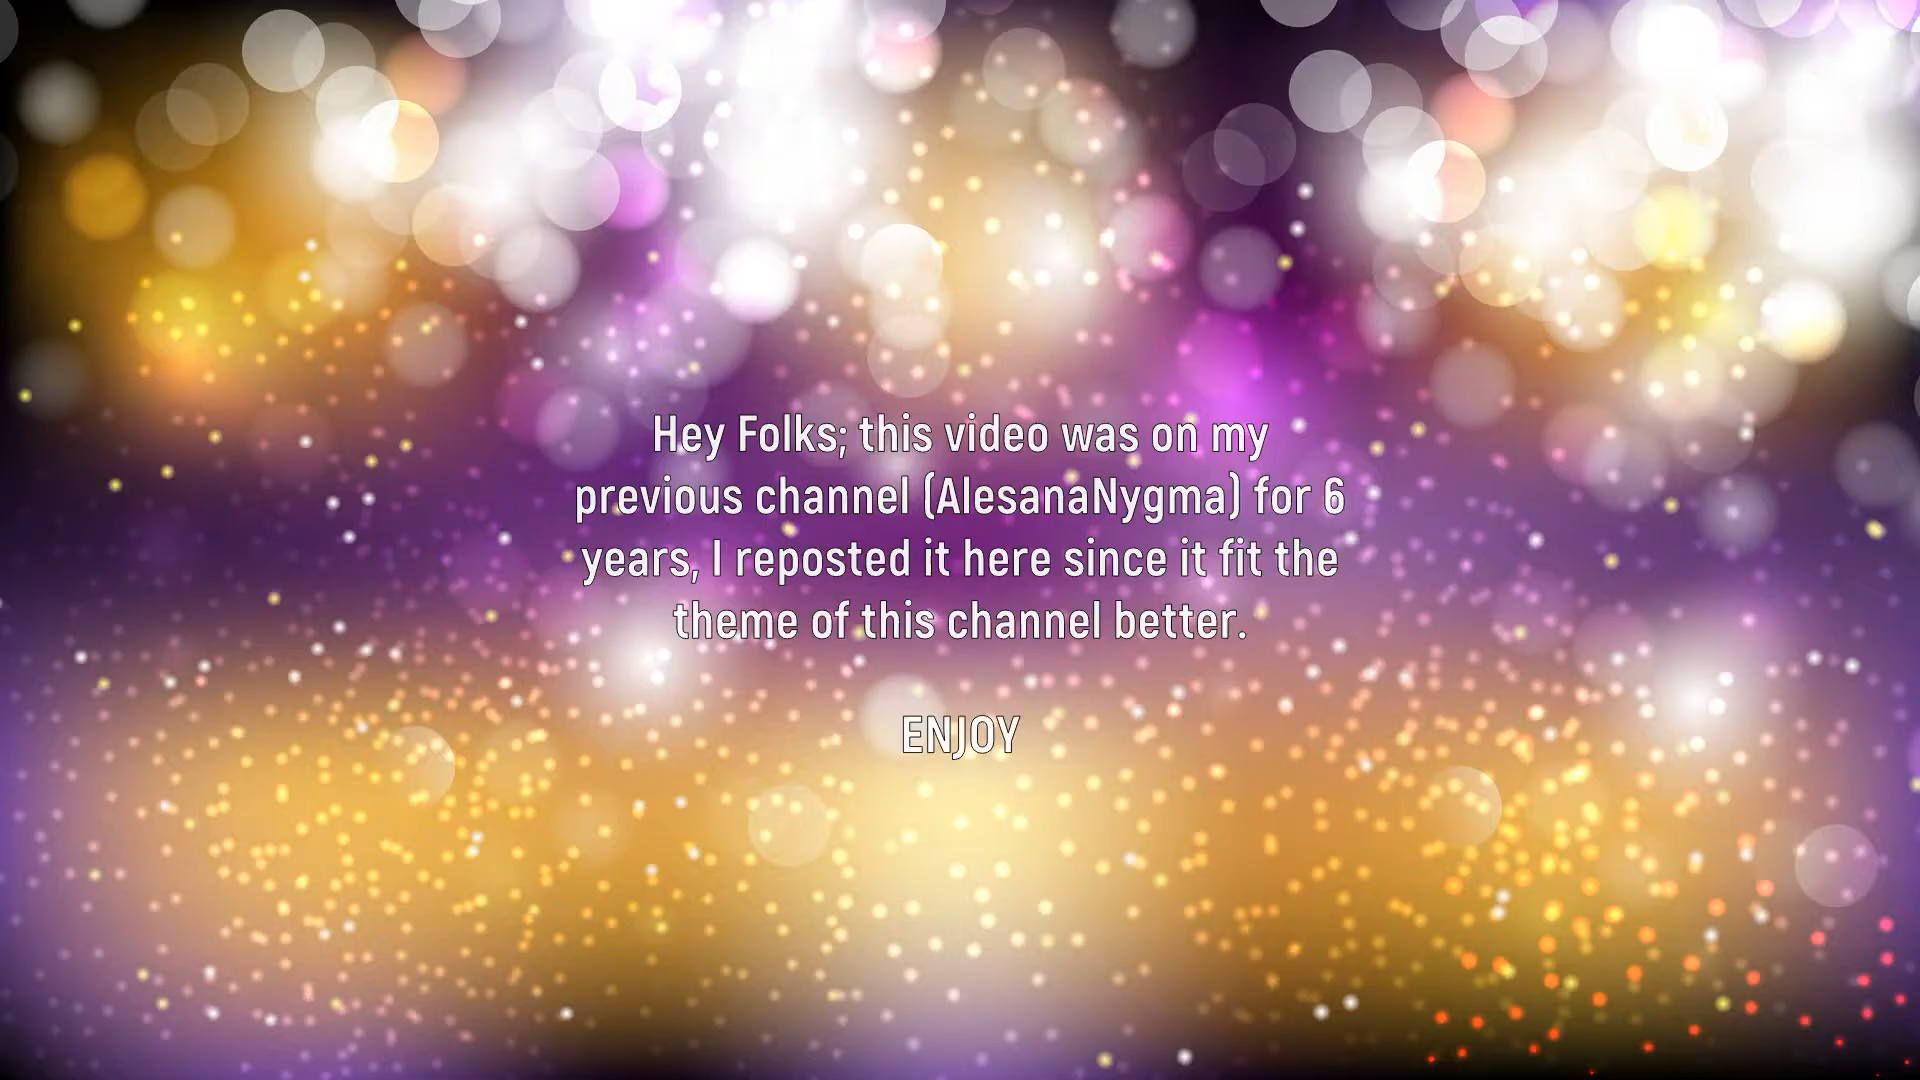 Hey Folks; this video was on my
previous channel (AlesanaNygma) for 6
years, I reposted it here since it fit the
theme of this channel better.
ENJOY